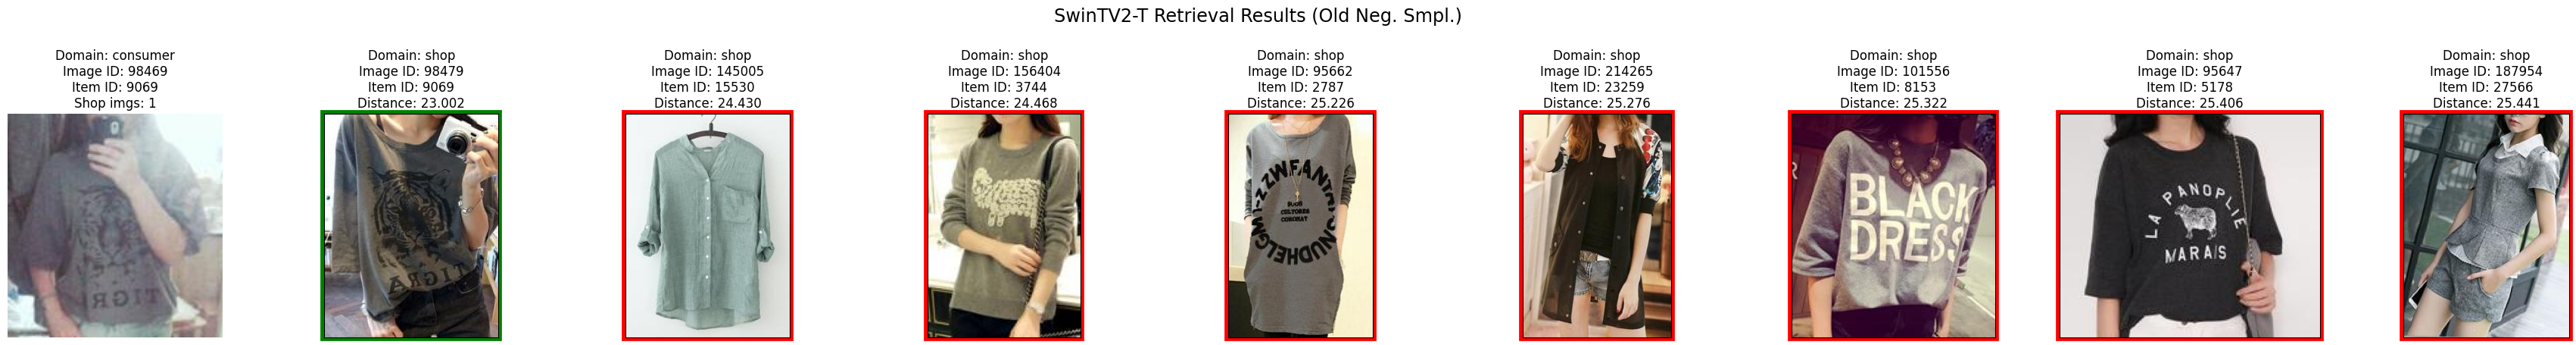 SwinTV2-T Retrieval Results (Old Neg. Smpl.)
Domain: consumer
Image ID: 98469
Item ID: 9069
Shop imgs: 1
Domain: shop
Image ID: 98479
Item ID: 9069
Distance: 23.002
Domain: shop
Image ID: 145005
Item ID: 15530
Distance: 24.430
Domain: shop
Image ID: 156404
Item ID: 3744
Distance: 24.468
Domain: shop
Image ID: 95662
Item ID: 2787
Distance: 25.226
Domain: shop
Image ID: 214265
Item ID: 23259
Distance: 25.276
Domain: shop
Image ID: 101556
Item ID: 8153
Distance: 25.322
Domain: shop
Image ID: 95647
Item ID: 5178
Distance: 25.406
Domain: shop
Image ID: 187954
Item ID: 27566
Distance: 25.441
TIGRI
TIGRA
BLACK
DRESS
LA PANOPLIE
MARAIS